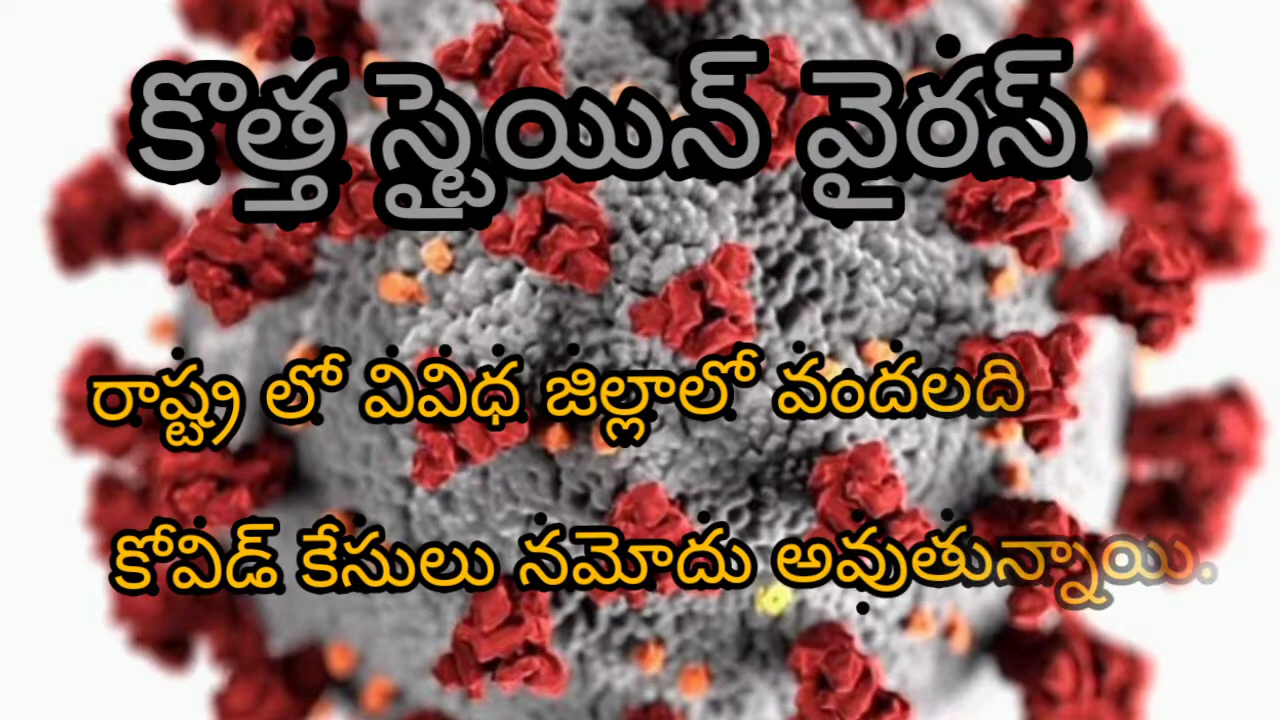 కొత్త స్టైయిన్ వైరస్
రాష్ట్ర లో వివిధ జిల్లాలో వందలది
కోవిడ్ కేసులు నమోదు అవుతున్నాయి.